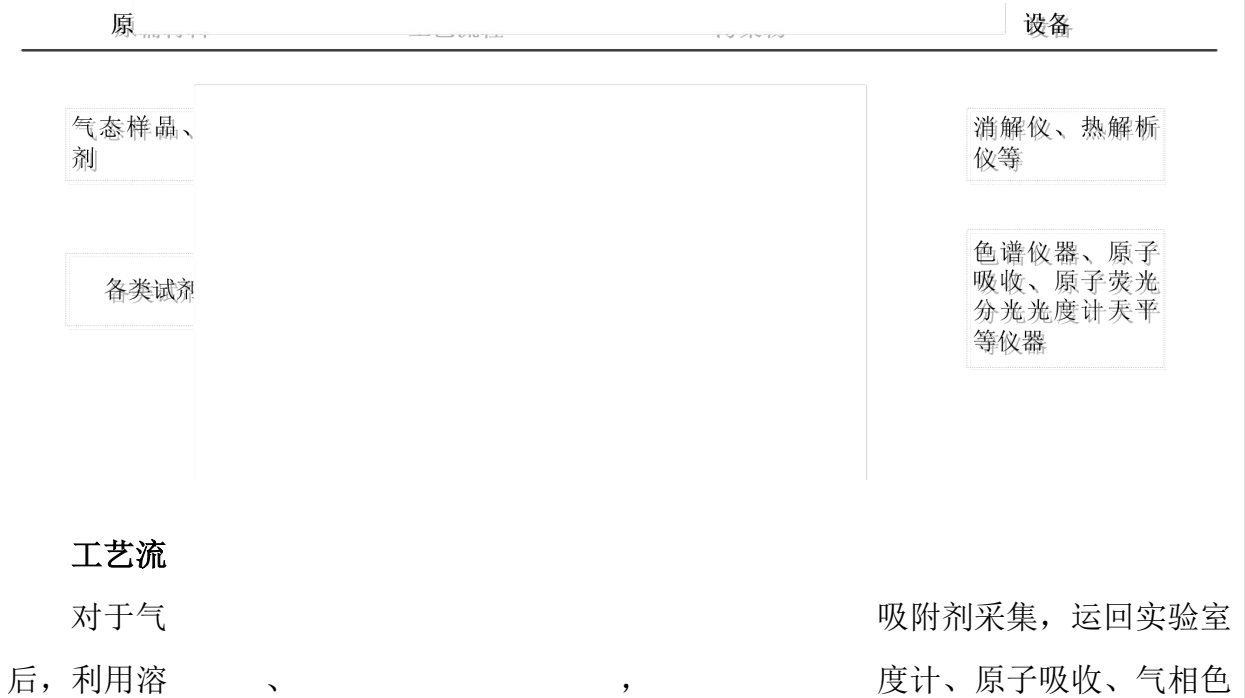 原 设备
气态样品、
剂
消解仪、热解析
仪等
各类试剂
色谱仪器、原子
吸收、原子荧光
分光光度计天平
等仪器
工艺流
对于气 吸附剂采集，运回实验室
后，利用溶 、 ， 度计、原子吸收、气相色